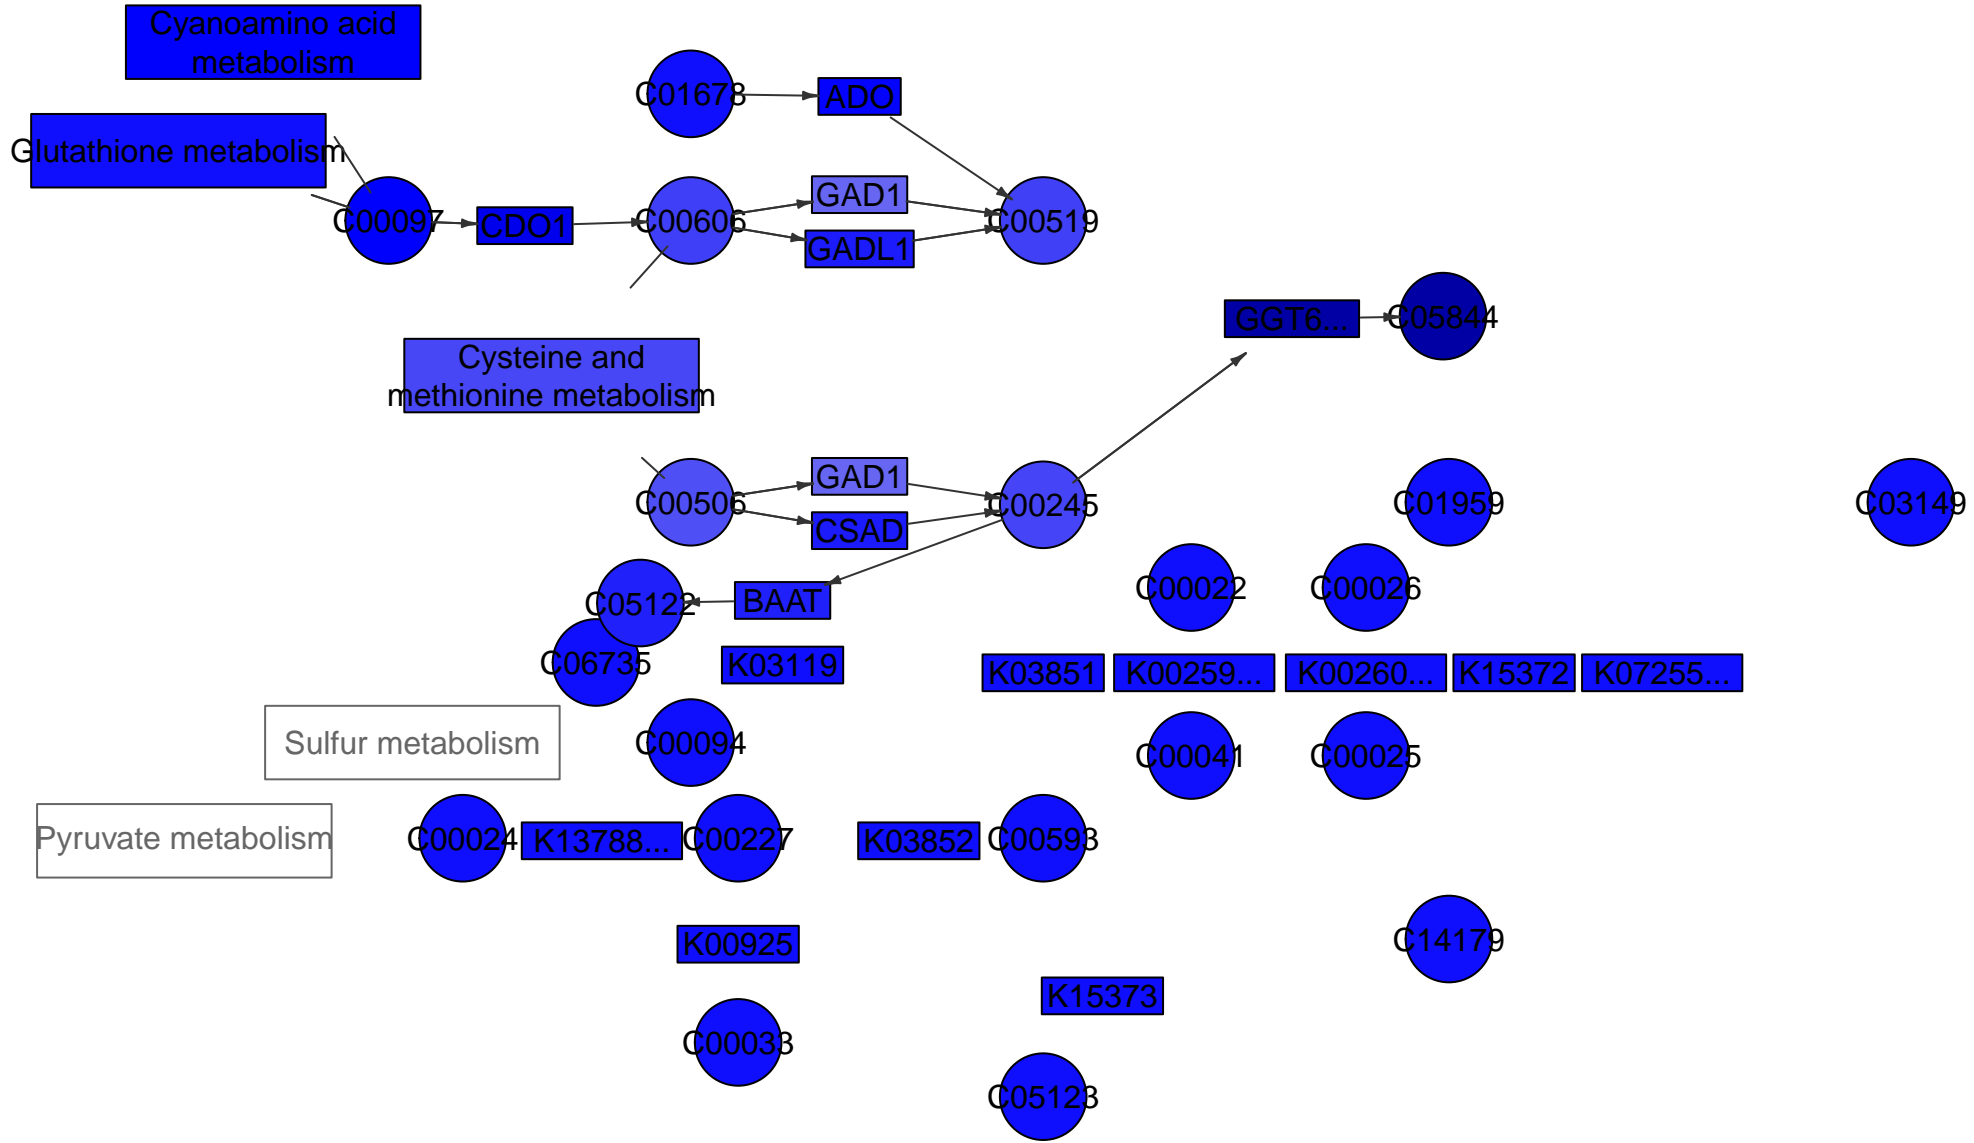 Cyanoamino acid
metabolism
C01678
ADO
Glutathione metabolism
C00097
CDO1
C00606
GAD1
GADL1
C00519
GGT6...
C05844
Cysteine and
methionine metabolism
C00506
GAD1
CSAD
C00245
C01959
C03149
C05122
BAAT
C00022
C00026
C06735
K03119
K03851
K00259...
K00260...
K15372
K07255...
Sulfur metabolism
C00094
C00041
C00025
Pyruvate metabolism
C00024
K13788...
C00227
K03852
C00593
K00925
C14179
K15373
C00033
C05123